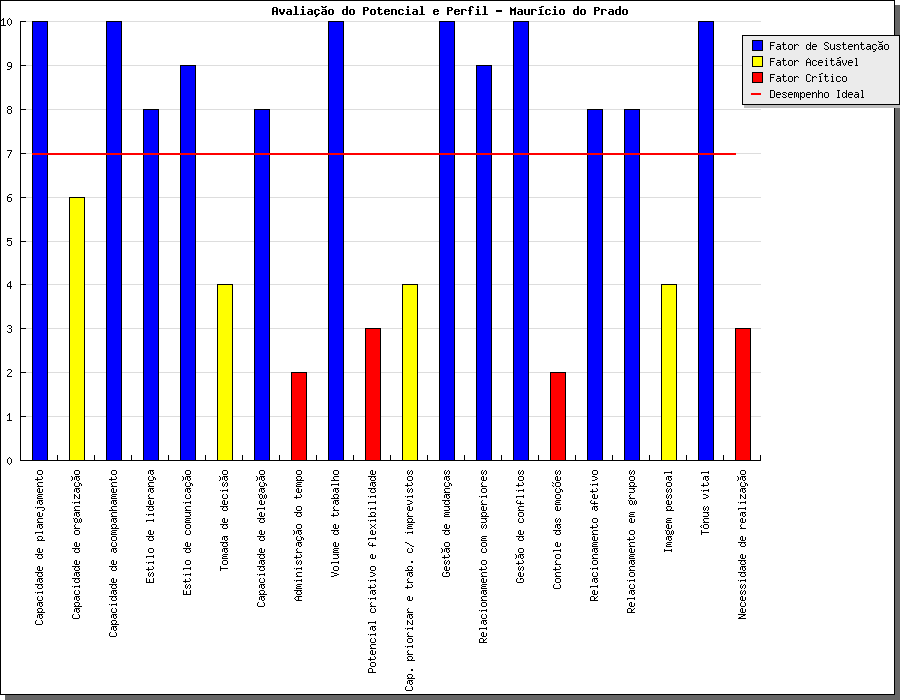 Avaliação do Potencial e Perfil - Maurício do Prado
Fator de Sustentação
Fator Aceitável
Fator Crítico
Desempenho Ideal
10
9
8
7
6
5
4
3
2
1
0
Capacidade de planejamento
Capacidade de organização
Capacidade de acompanhamento
Estilo de liderança
Estilo de comunicação
Tomada de decisão
Capacidade de delegação
Administração do tempo
Volume de trabalho
Potencial criativo e flexibilidade
Cap. priorizar e trab. c/ imprevistos
Gestão de mudanças
Relacionamento com superiores
Gestão de conflitos
Controle das emoções
Relacionamento afetivo
Relacionamento em grupos
Imagem pessoal
Tônus vital
Necessidade de realização